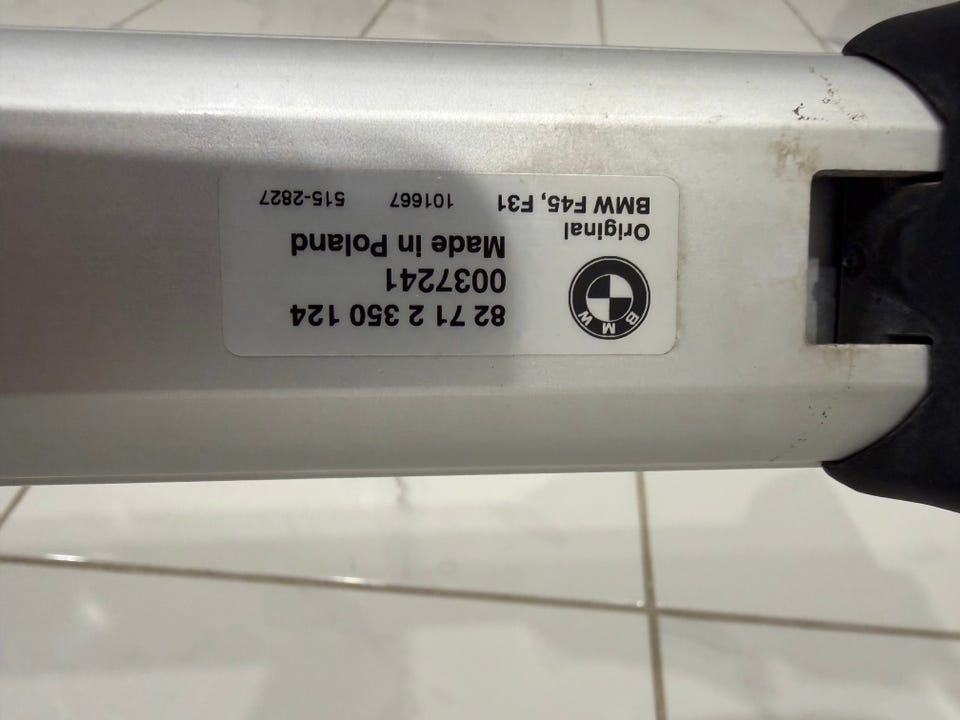 BMW
82 71 2 350 124
0037241
Made in Poland
Original
BMW F45, F31 101667 515-2827